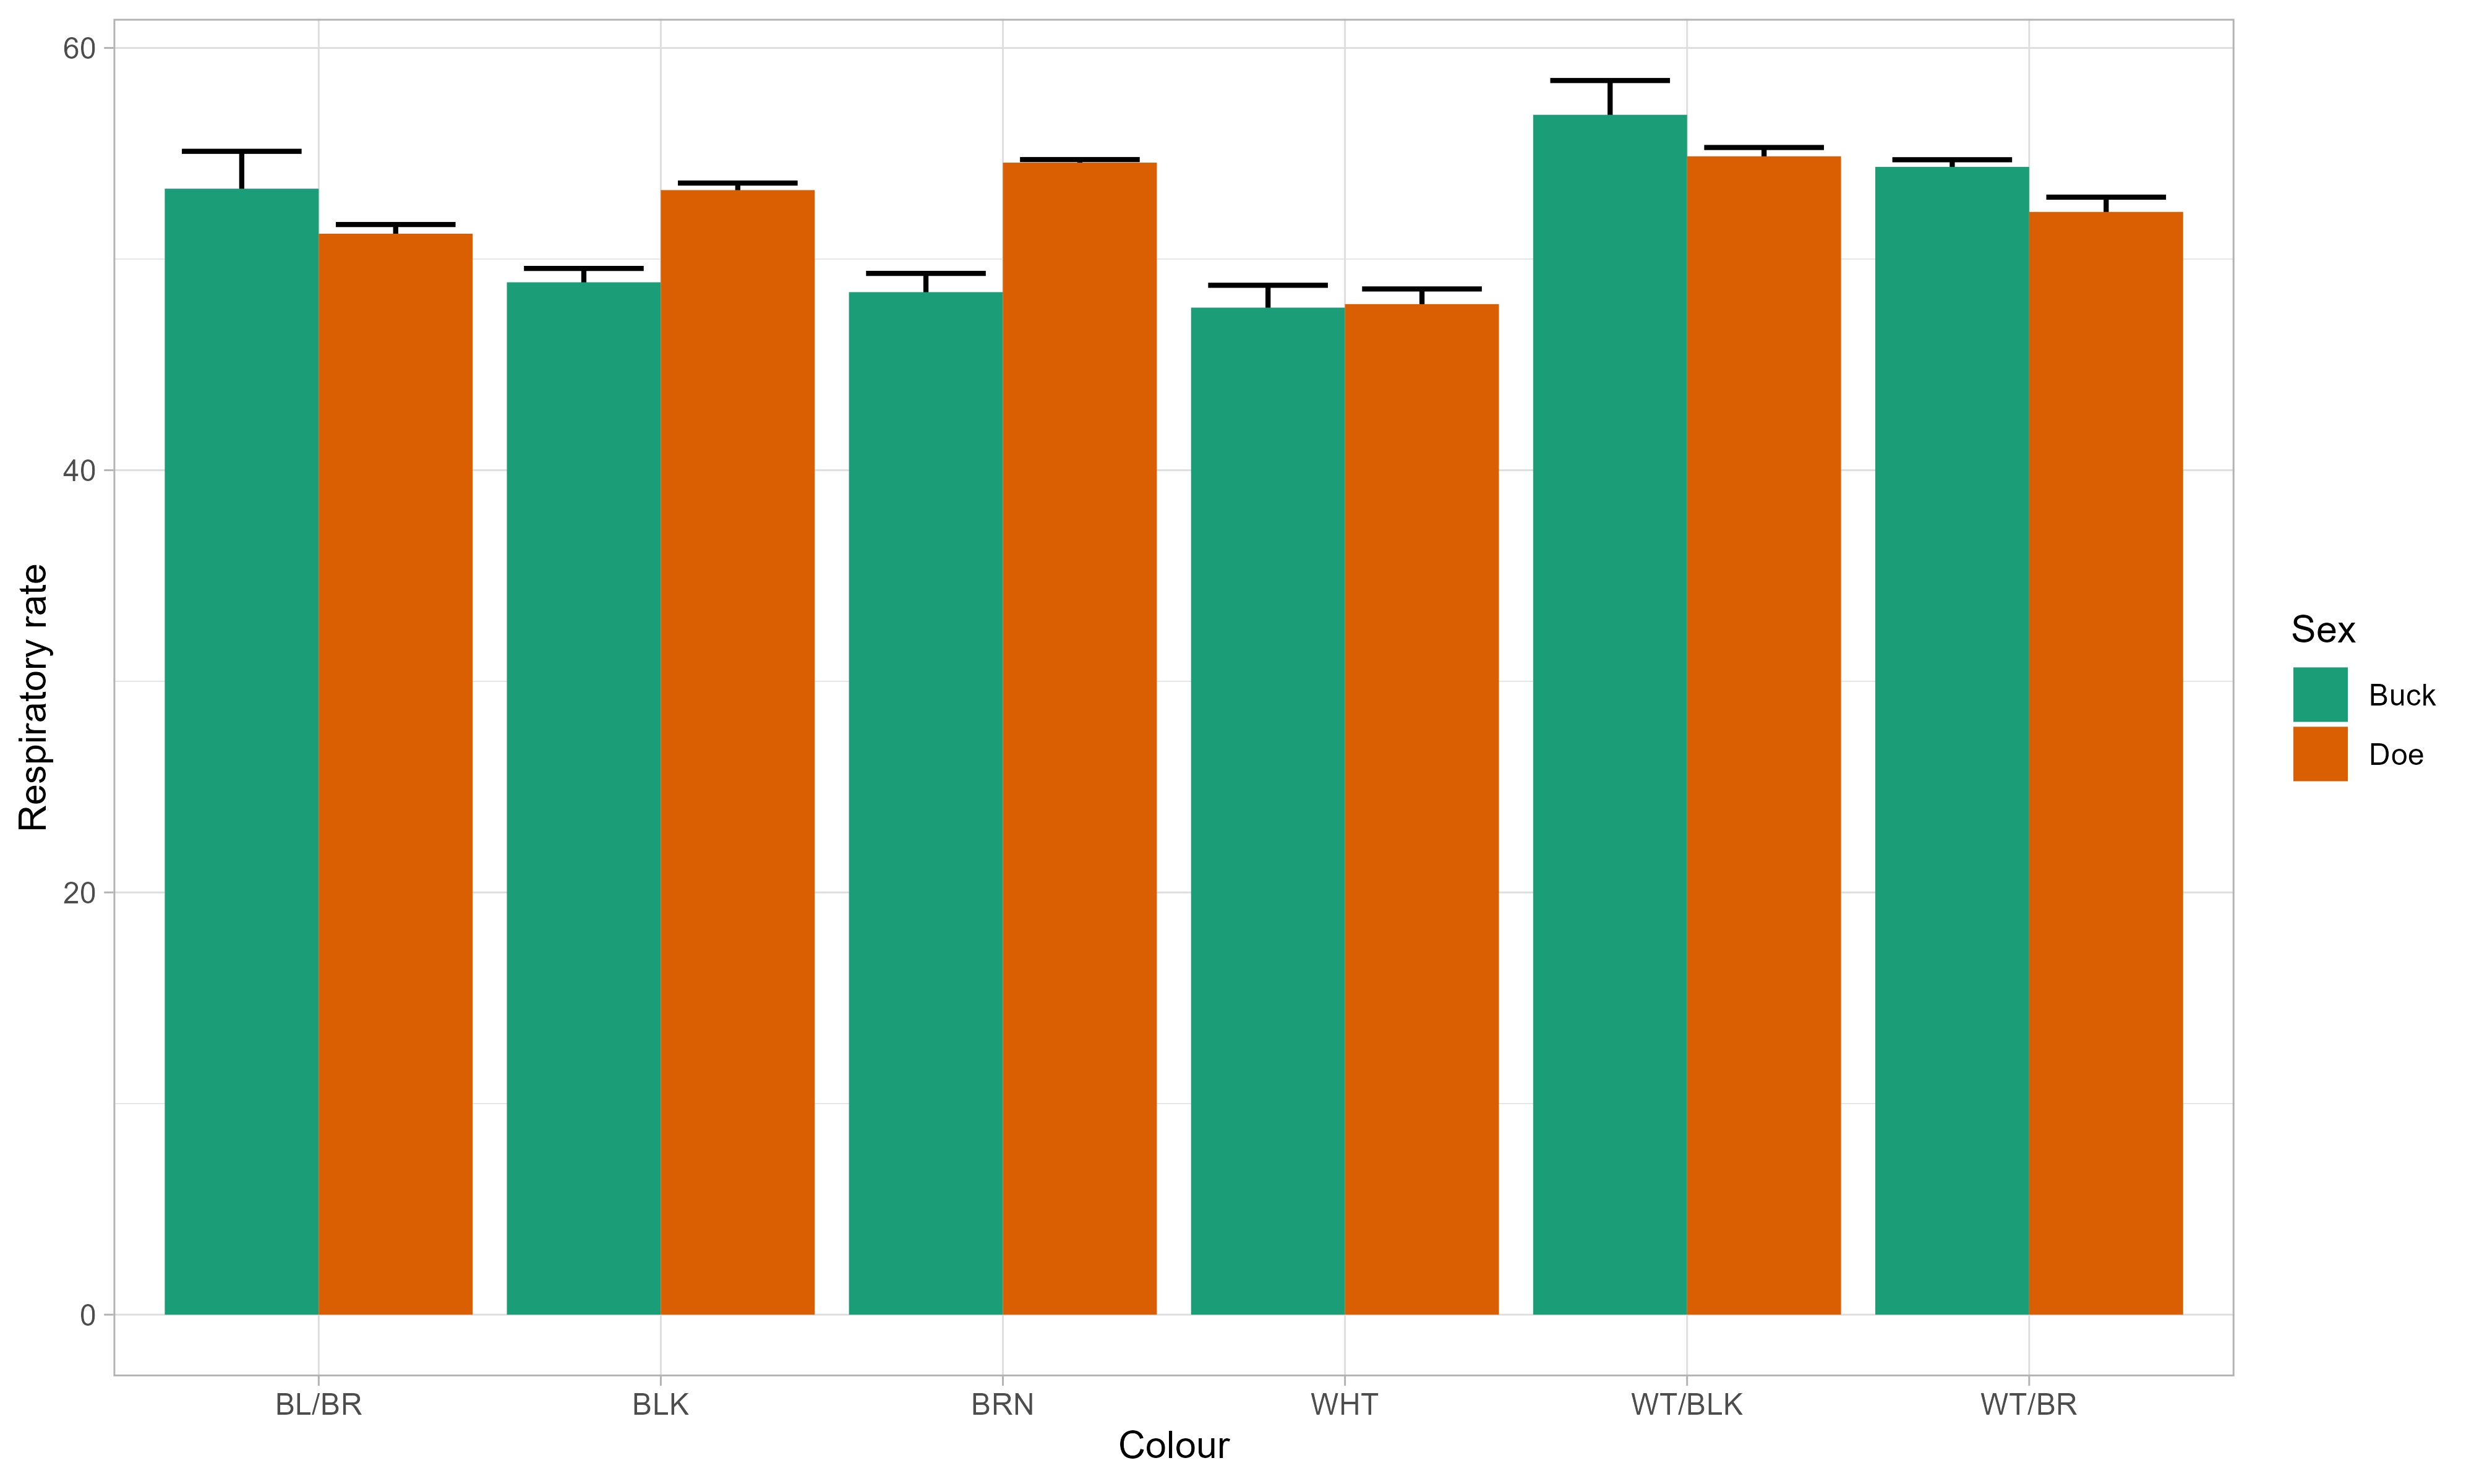 60
40
20
0
Respiratory rate
BL/BR
BLK
BRN
WHT
WT/BLK
WT/BR
Colour
Sex
Buck
Doe